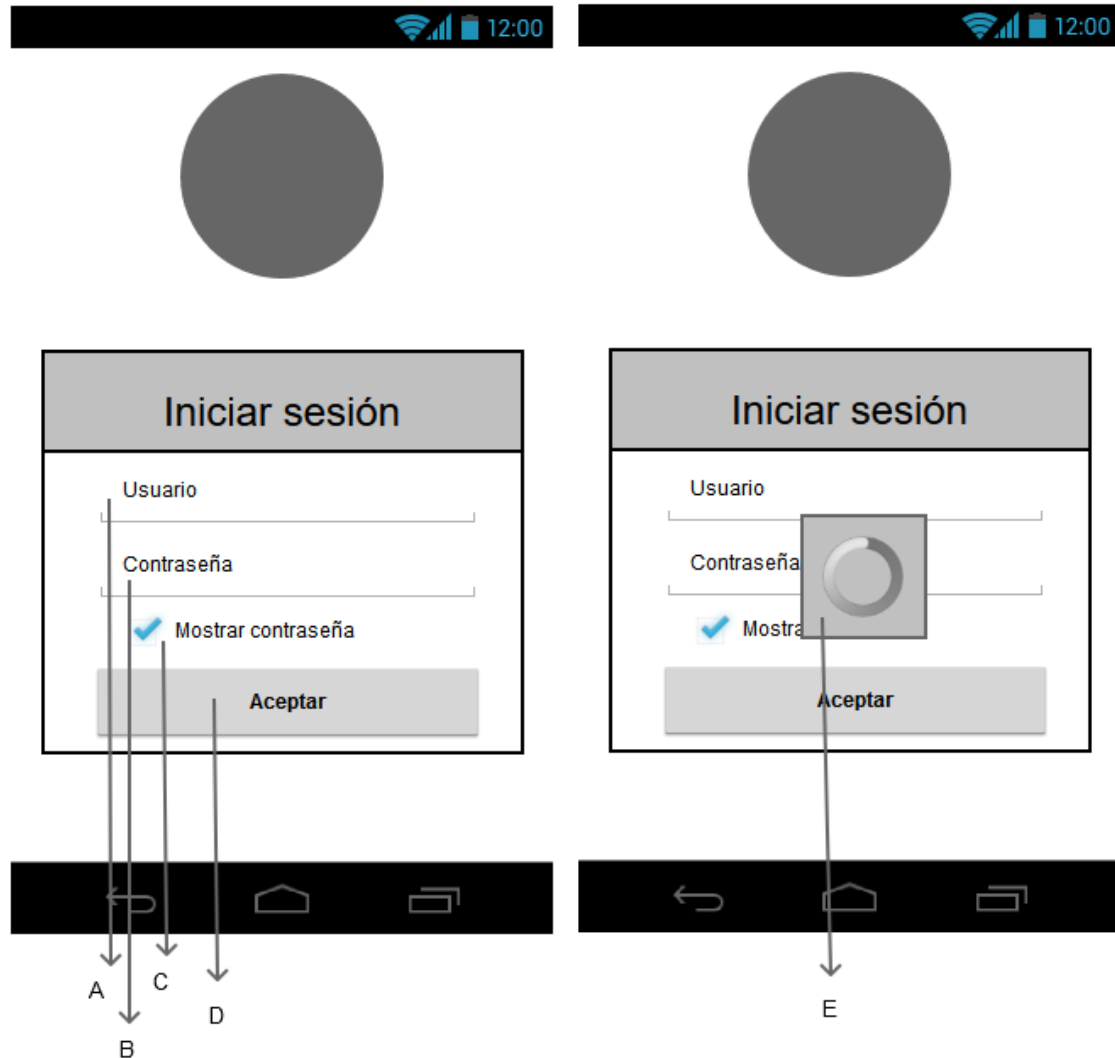 12:00
Iniciar sesión
Usuario
Contraseña
Mostrar contraseña
Aceptar
A
C
D
B
12:00
Iniciar sesión
Usuario
Contraseña
Mostra
Aceptar
E